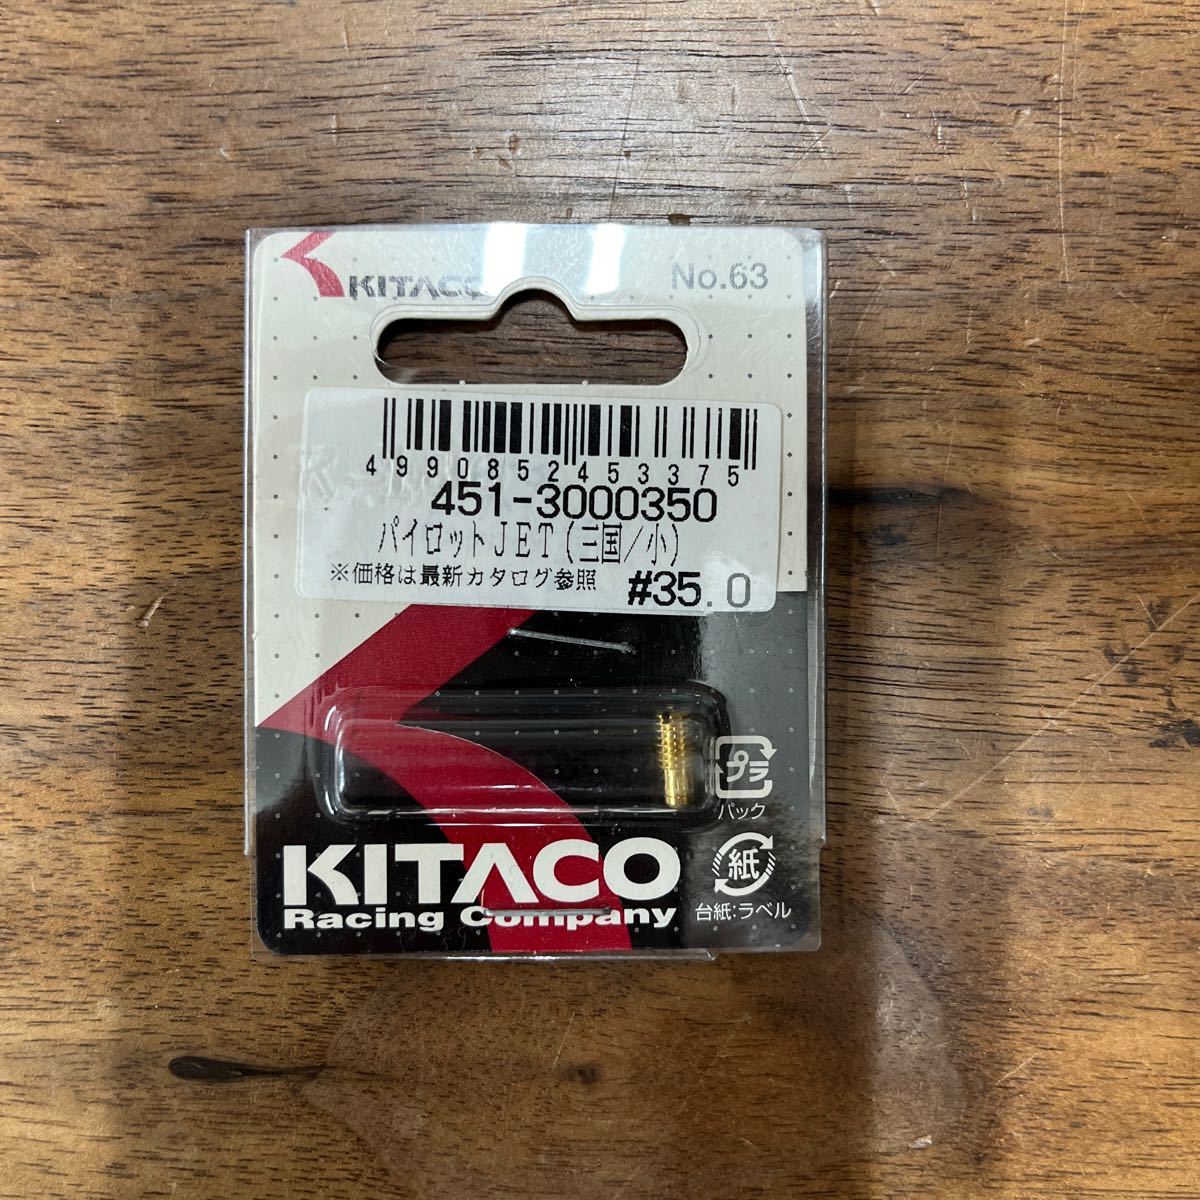 KITACO
No.63
4990852453375
451-3000350
パイロットJET(三国/小)
※価格は最新カタログ参照 #35.0
プラ
パック
KITACO
Racing Company
紙
台紙:ラベル